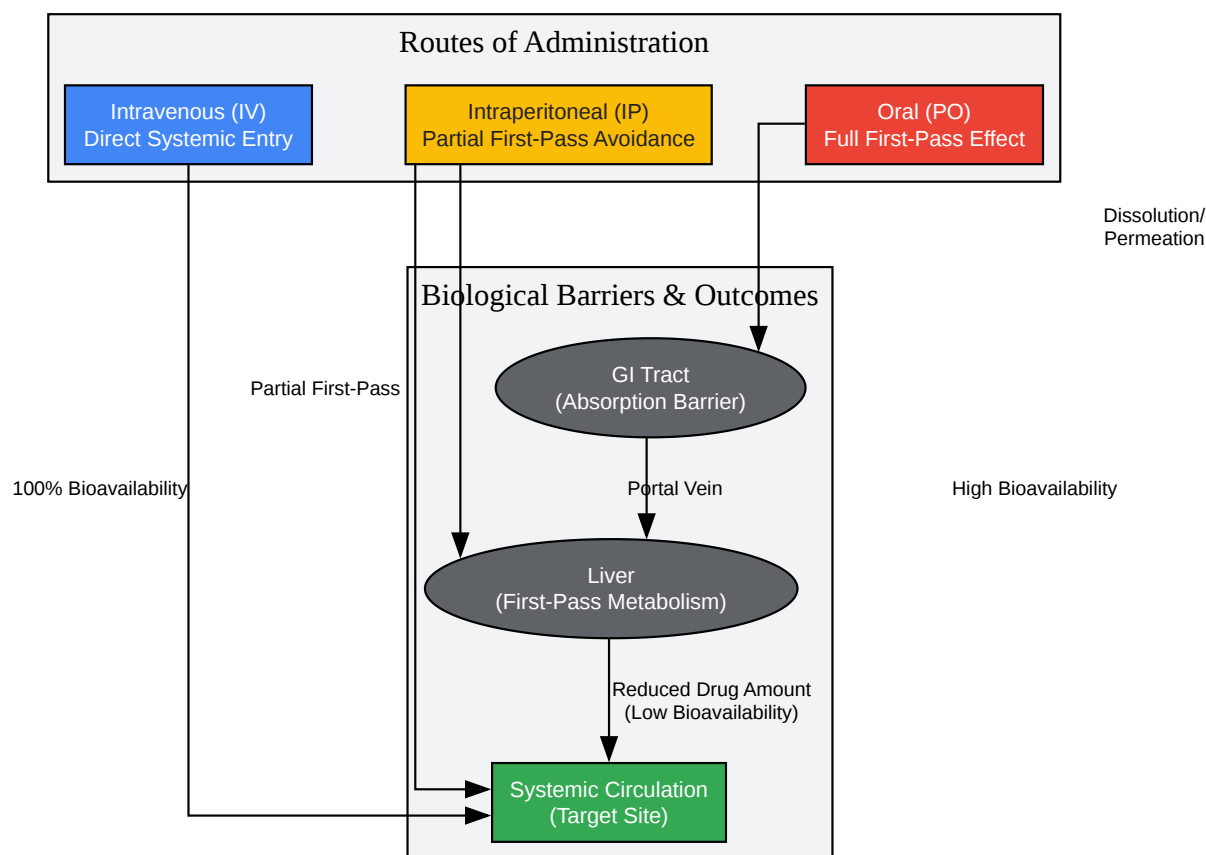 Routes of Administration
Intravenous (IV)
Direct Systemic Entry
Intraperitoneal (IP)
Partial First-Pass Avoidance
Oral (PO)
Full First-Pass Effect
Dissolution/
Permeation
Biological Barriers & Outcomes
GI Tract
(Absorption Barrier)
Partial First-Pass
100% Bioavailability
Portal Vein
High Bioavailability
Liver
(First-Pass Metabolism)
Reduced Drug Amount
(Low Bioavailability)
Systemic Circulation
(Target Site)